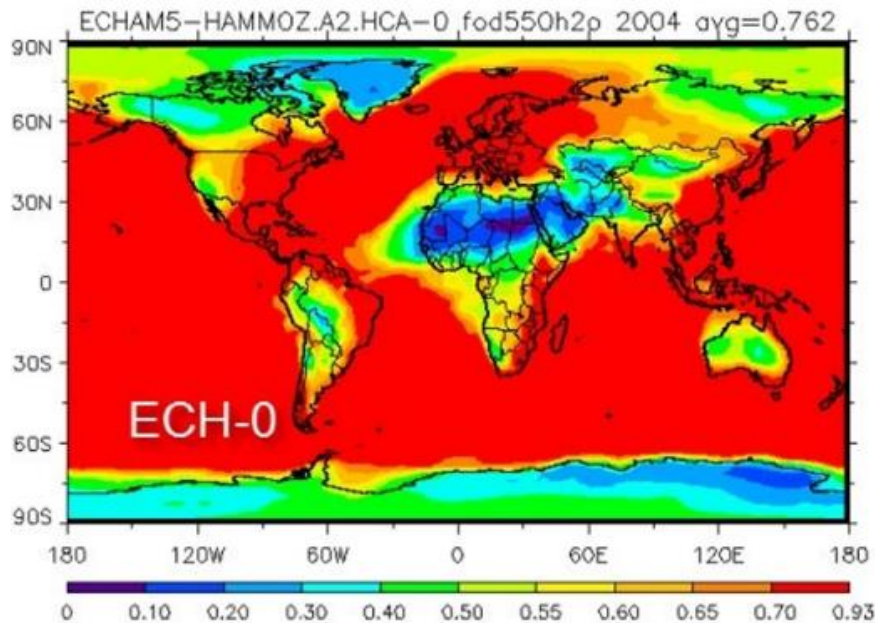 ECHAM5-HAMMOZ.A2.HCA-0 fod550h2o 2004 avg=0.762
90N
60N
30N
0
30S
60S
90S
ECH-0
180 120W 60W 0 60E 120E 180
0 0.10 0.20 0.30 0.40 0.50 0.55 0.60 0.65 0.70 0.93